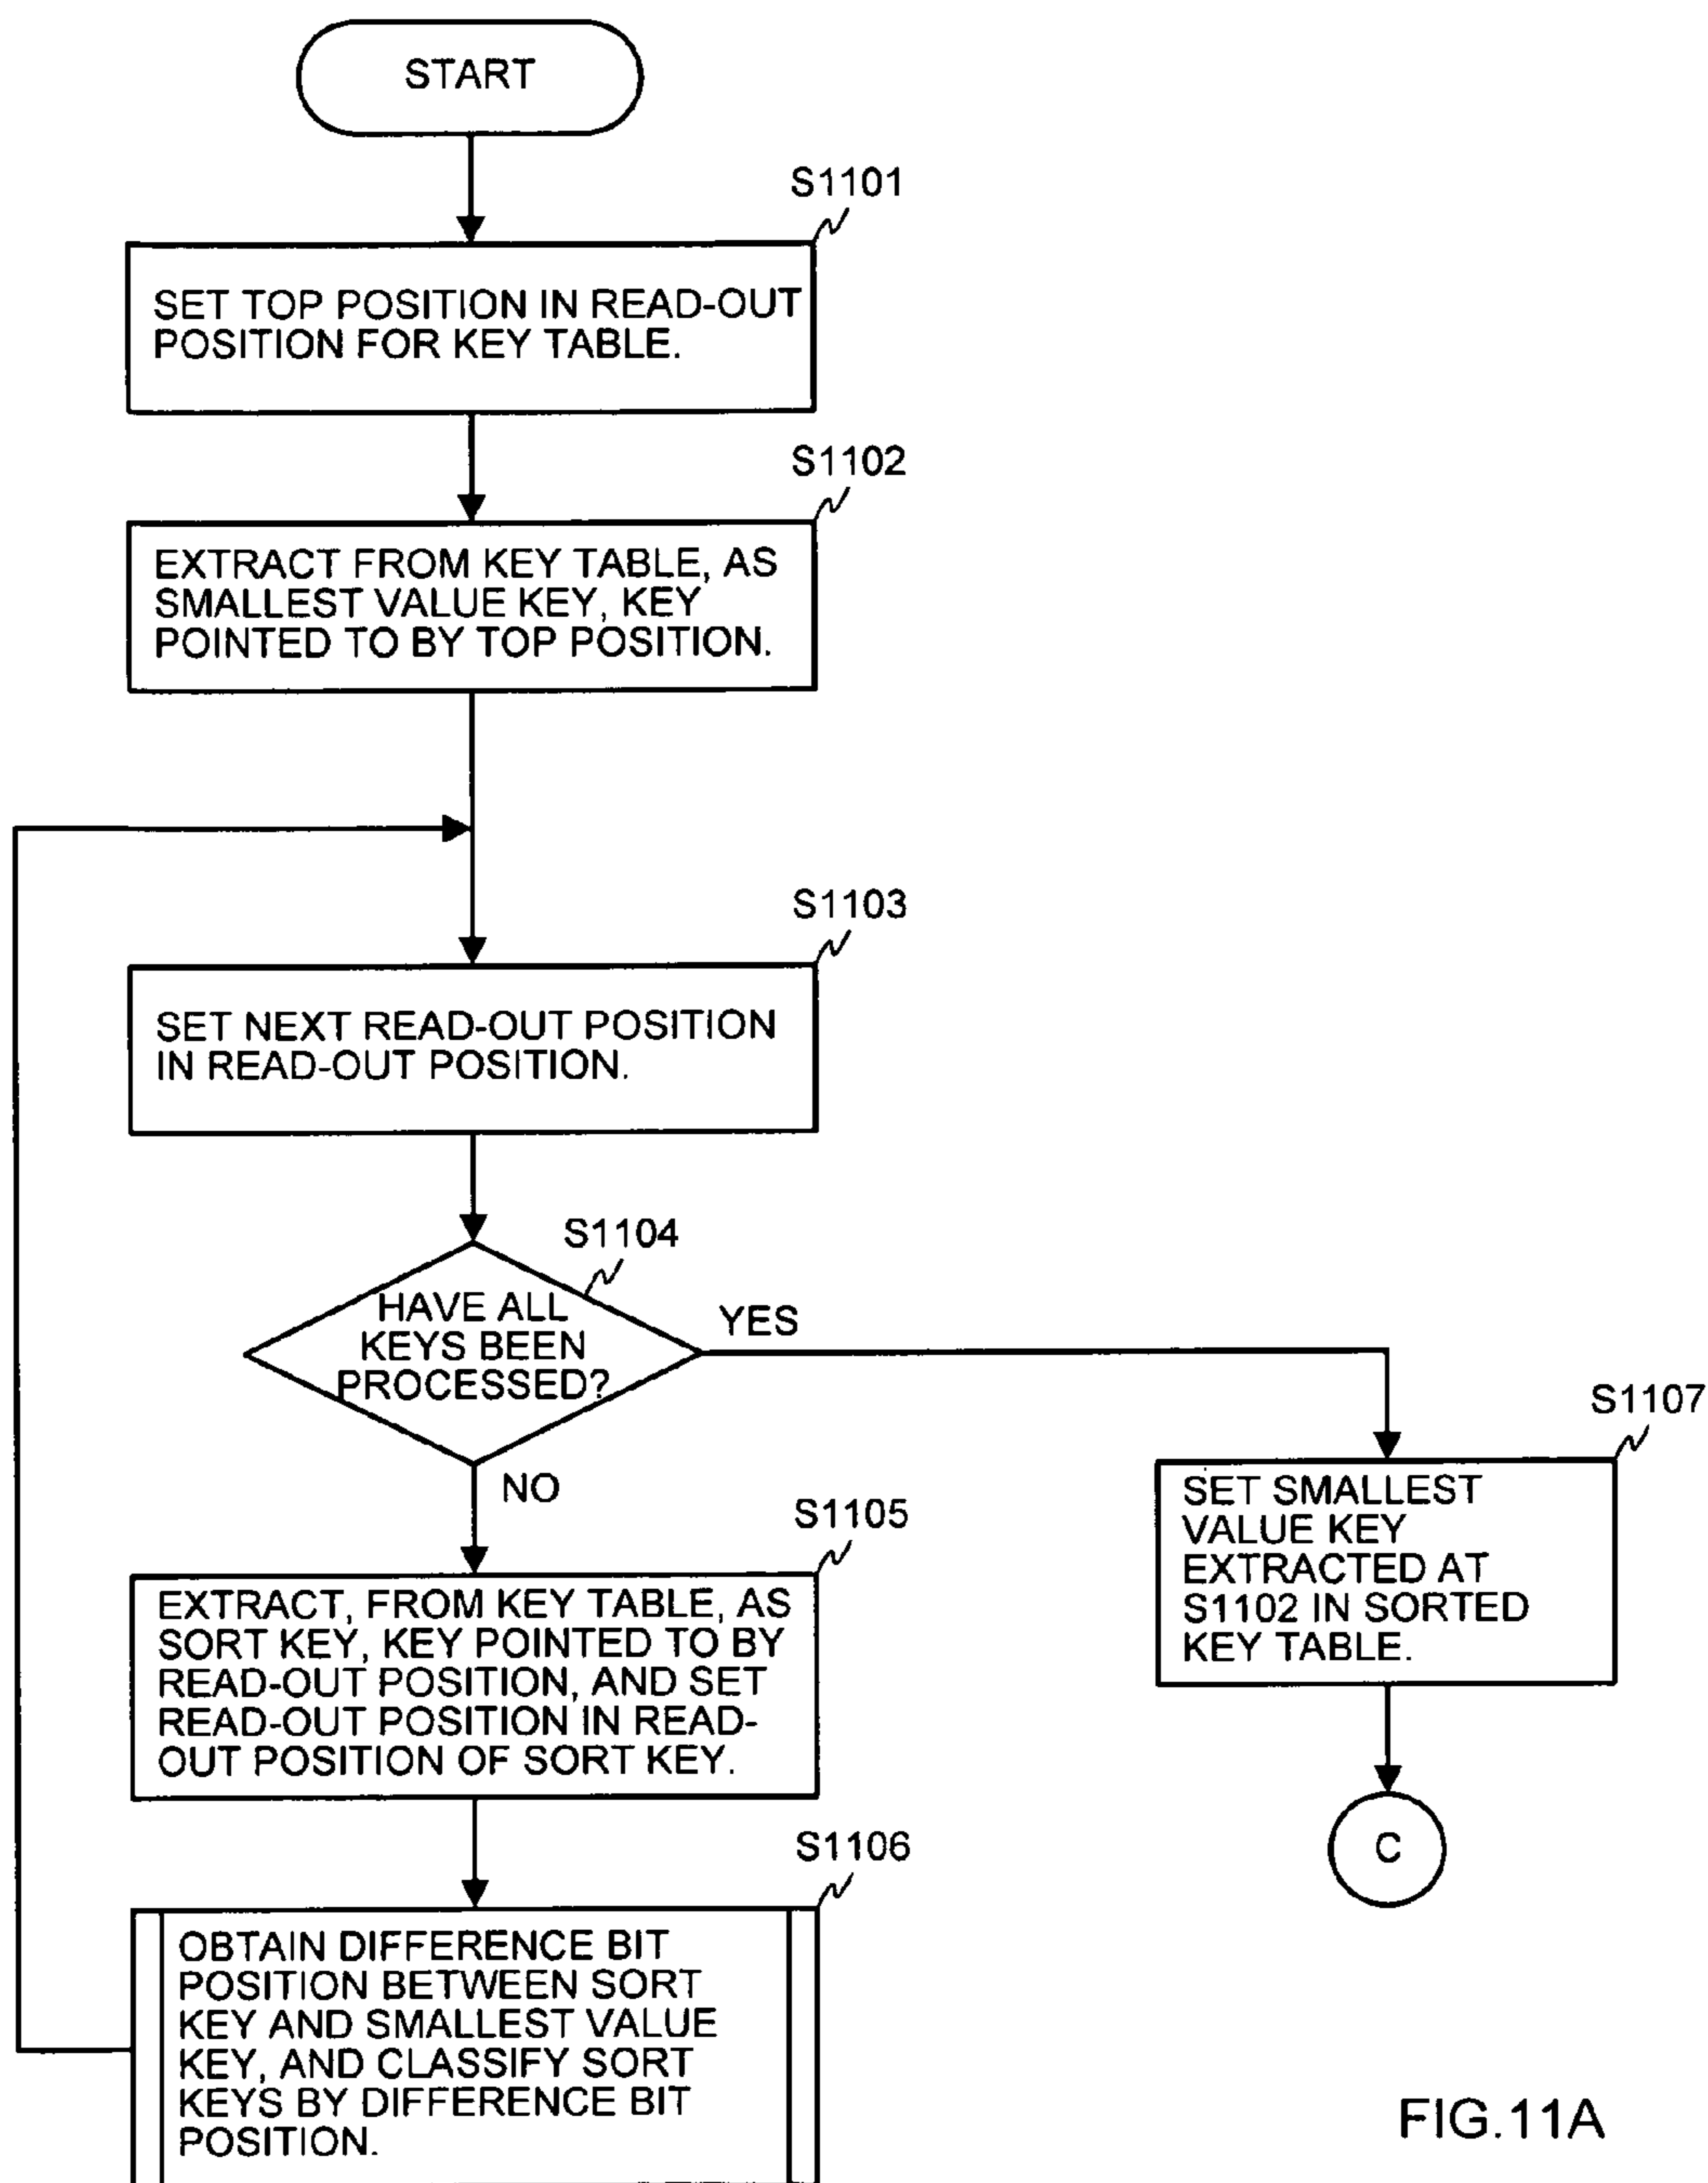 START
S1101
SET TOP POSITION IN READ-OUT
POSITION FOR KEY TABLE.
S1102
EXTRACT FROM KEY TABLE, AS
SMALLEST VALUE KEY, KEY
POINTED TO BY TOP POSITION.
S1103
SET NEXT READ-OUT POSITION
IN READ-OUT POSITION.
S1104
HAVE ALL
KEYS BEEN
PROCESSED?
YES
NO
S1107
SET SMALLEST
VALUE KEY
EXTRACTED AT
S1102 IN SORTED
KEY TABLE.
S1105
EXTRACT, FROM KEY TABLE, AS
SORT KEY, KEY POINTED TO BY
READ-OUT POSITION, AND SET
READ-OUT POSITION IN READ-
OUT POSITION OF SORT KEY.
C
S1106
OBTAIN DIFFERENCE BIT
POSITION BETWEEN SORT
KEY AND SMALLEST VALUE
KEY, AND CLASSIFY SORT
KEYS BY DIFFERENCE BIT
POSITION.
FIG.11A